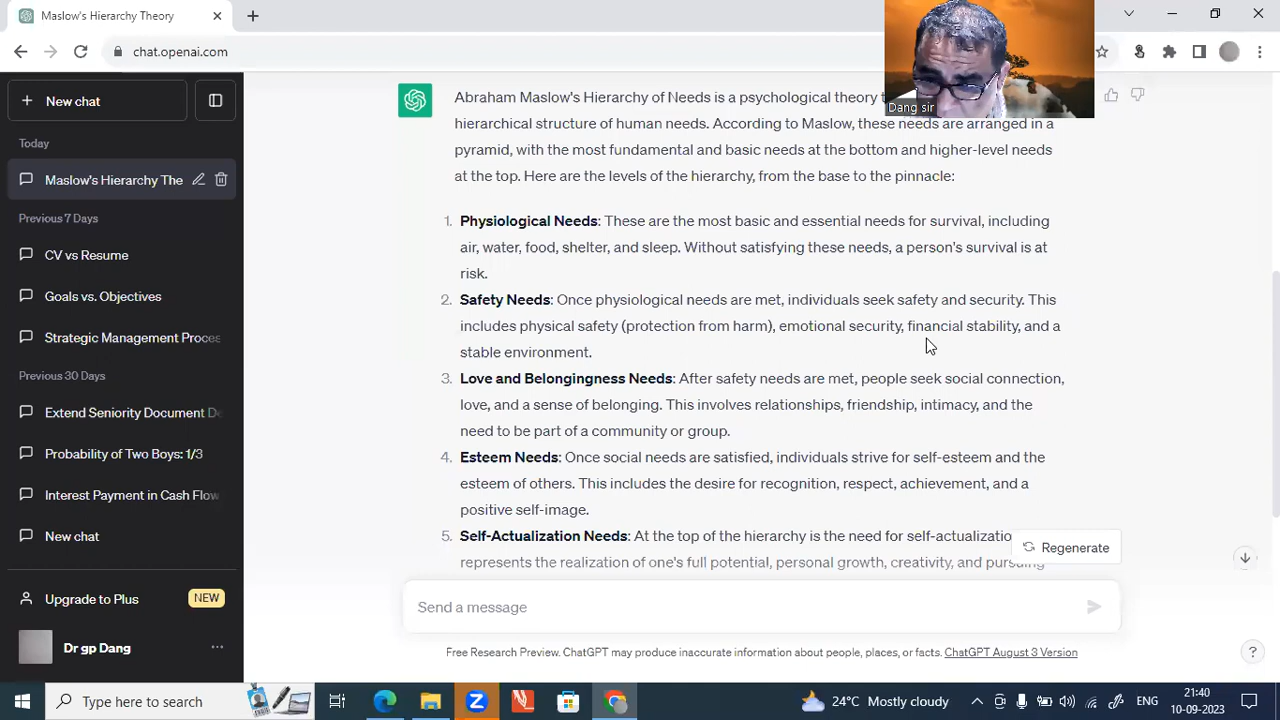 Maslow's Hierarchy Theory
chat.openai.com
New chat
Today
Maslow's Hierarchy The
Previous 7 Days
CV vs Resume
Goals vs. Objectives
Strategic Management Proces
Previous 30 Days
Extend Seniority Document De
Probability of Two Boys: 1/3
Interest Payment in Cash Flow
New chat
Upgrade to Plus NEW
Dr gp Dang
Dang sir
Abraham Maslow's Hierarchy of Needs is a psychological theory
hierarchical structure of human needs. According to Maslow, these needs are arranged in a
pyramid, with the most fundamental and basic needs at the bottom and higher-level needs
at the top. Here are the levels of the hierarchy, from the base to the pinnacle:
1. Physiological Needs: These are the most basic and essential needs for survival, including
air, water, food, shelter, and sleep. Without satisfying these needs, a person's survival is at
risk.
2. Safety Needs: Once physiological needs are met, individuals seek safety and security. This
includes physical safety (protection from harm), emotional security, financial stability, and a
stable environment.
3. Love and Belongingness Needs: After safety needs are met, people seek social connection,
love, and a sense of belonging. This involves relationships, friendship, intimacy, and the
need to be part of a community or group.
4. Esteem Needs: Once social needs are satisfied, individuals strive for self-esteem and the
esteem of others. This includes the desire for recognition, respect, achievement, and a
positive self-image.
5. Self-Actualization Needs: At the top of the hierarchy is the need for self-actualizatio
represents the realization of one's full potential, personal growth, creativity, and pursuing
Regenerate
Send a message
Free Research Preview. ChatGPT may produce inaccurate information about people, places, or facts. ChatGPT August 3 Version
?
Type here to search
24°C Mostly cloudy
ENG
21:40
10-09-2023